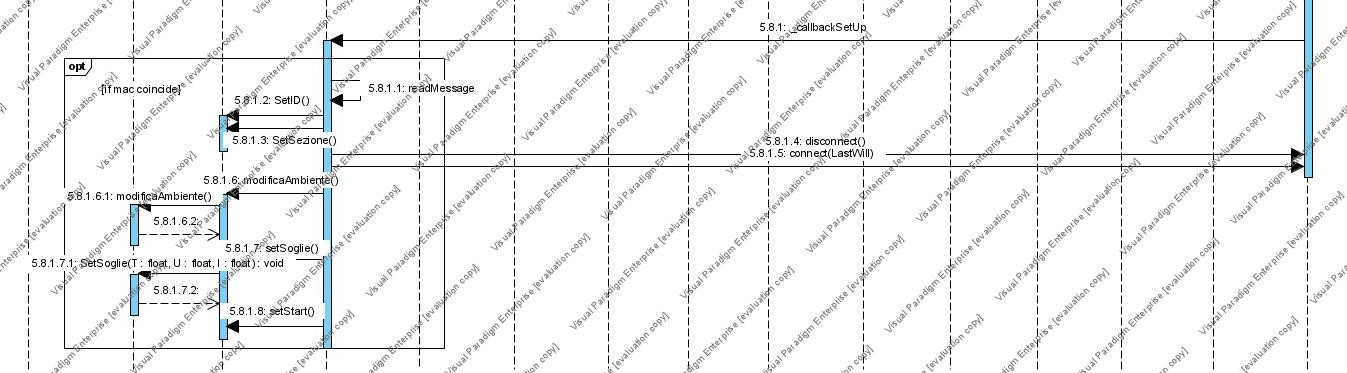 5.8.1: _callbackSetUp
opt
[if mac coincide]
5.8.1.1: readMessage
5.8.1.2: SetID()
5.8.1.3: SetSezione()
5.8.1.4: disconnect()
5.8.1.5: connect(LastWill)
5.8.1.6: modificaAmbiente()
5.8.1.6.1: modificaAmbiente()
5.8.1.6.2:
5.8.1.7: setSoglie()
5.8.1.7.1: SetSoglie(T : float, U : float, I : float) : void
5.8.1.7.2:
5.8.1.8: setStart()
Visual Paradigm Enterprise [evaluation copy]